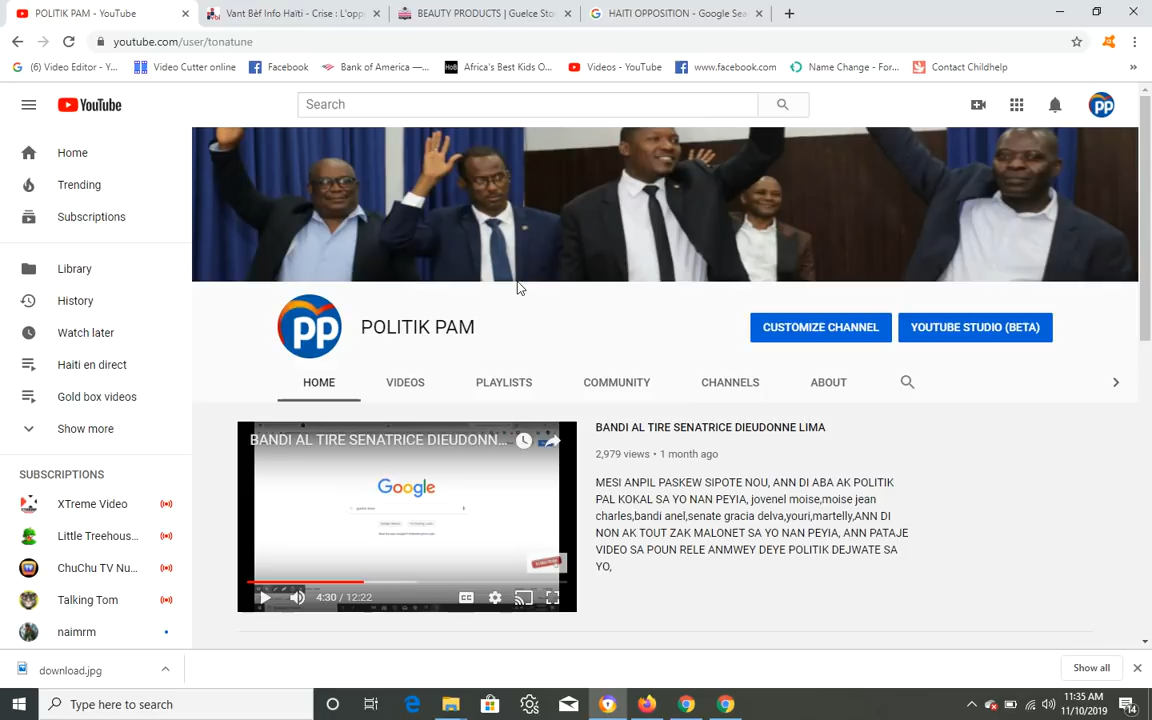 POLITIK PAM - YouTube
Vant Bèf Info Haïti - Crise : L'opp
BEAUTY PRODUCTS | Guelce Sto
HAITI OPPOSITION - Google Sea
youtube.com/user/tonatune
(6) Video Editor - Y...
Video Cutter online
Facebook
Bank of America —...
Africa's Best Kids O...
Videos - YouTube
www.facebook.com
Name Change - For...
Contact Childhelp
YouTube
Search
PP
Home
Trending
Subscriptions
Library
History
Watch later
Haiti en direct
Gold box videos
Show more
SUBSCRIPTIONS
XTreme Video
Little Treehous...
ChuChu TV Nu...
Talking Tom
naimrm
PP
POLITIK PAM
CUSTOMIZE CHANNEL
YOUTUBE STUDIO (BETA)
HOME
VIDEOS
PLAYLISTS
COMMUNITY
CHANNELS
ABOUT
BANDI AL TIRE SENATRICE DIEUDONN...
Google
4:30 / 12:22
CC
BANDI AL TIRE SENATRICE DIEUDONNE LIMA
2,979 views • 1 month ago
MESI ANPIL PASKEW SIPOTE NOU, ANN DI ABA AK POLITIK
PAL KOKAL SA YO NAN PEYIA, jovenel moise,moise jean
charles,bandi anel,senate gracia delva,youri,martelly,ANN DI
NON AK TOUT ZAK MALONET SA YO NAN PEYIA, ANN PATAJE
VIDEO SA POUN RELE ANMWEY DEYE POLITIK DEJWATE SA
YO,
download.jpg
Show all
Type here to search
11:35 AM
11/10/2019
14